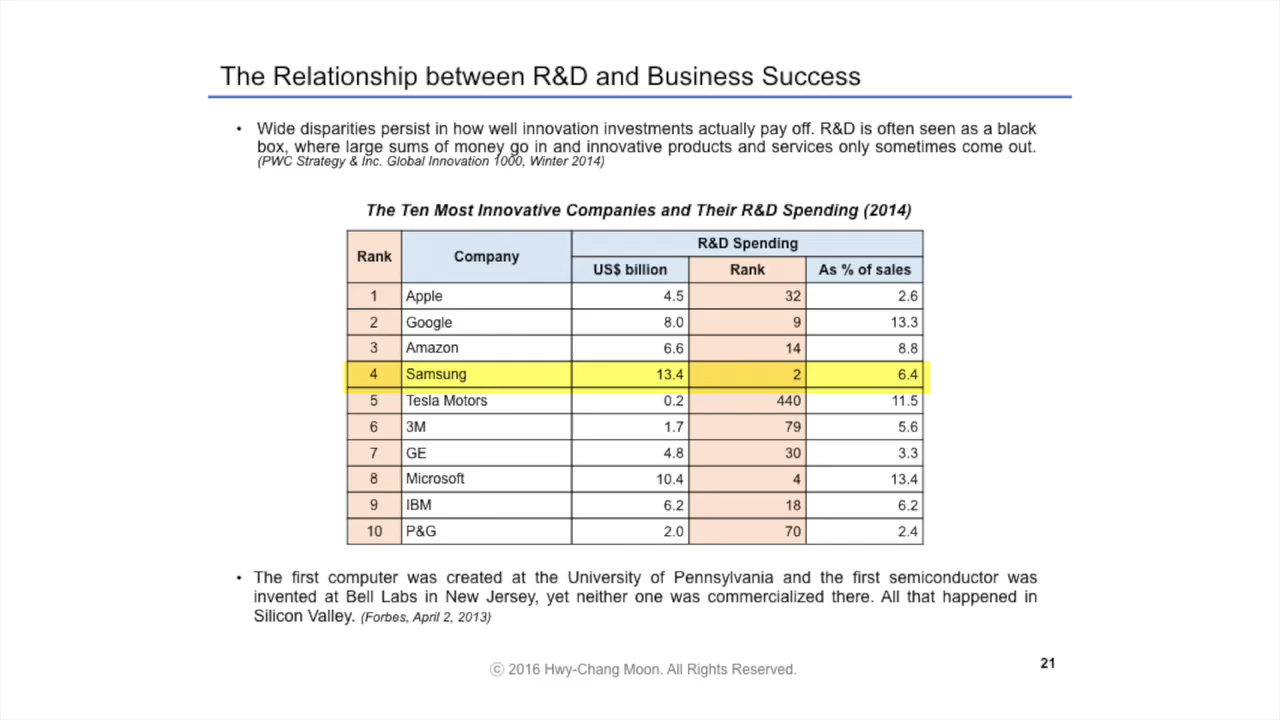 The Relationship between R&D and Business Success
• Wide disparities persist in how well innovation investments actually pay off. R&D is often seen as a black
box, where large sums of money go in and innovative products and services only sometimes come out.
(PWC Strategy & Inc. Global Innovation 1000, Winter 2014)
The Ten Most Innovative Companies and Their R&D Spending (2014)
Rank Company R&D Spending
US$ billion Rank As % of sales
1 Apple 4.5 32 2.6
2 Google 8.0 9 13.3
3 Amazon 6.6 14 8.8
4 Samsung 13.4 2 6.4
5 Tesla Motors 0.2 440 11.5
6 3M 1.7 79 5.6
7 GE 4.8 30 3.3
8 Microsoft 10.4 4 13.4
9 IBM 6.2 18 6.2
10 P&G 2.0 70 2.4
• The first computer was created at the University of Pennsylvania and the first semiconductor was
invented at Bell Labs in New Jersey, yet neither one was commercialized there. All that happened in
Silicon Valley. (Forbes, April 2, 2013)
ⓒ 2016 Hwy-Chang Moon. All Rights Reserved.
21